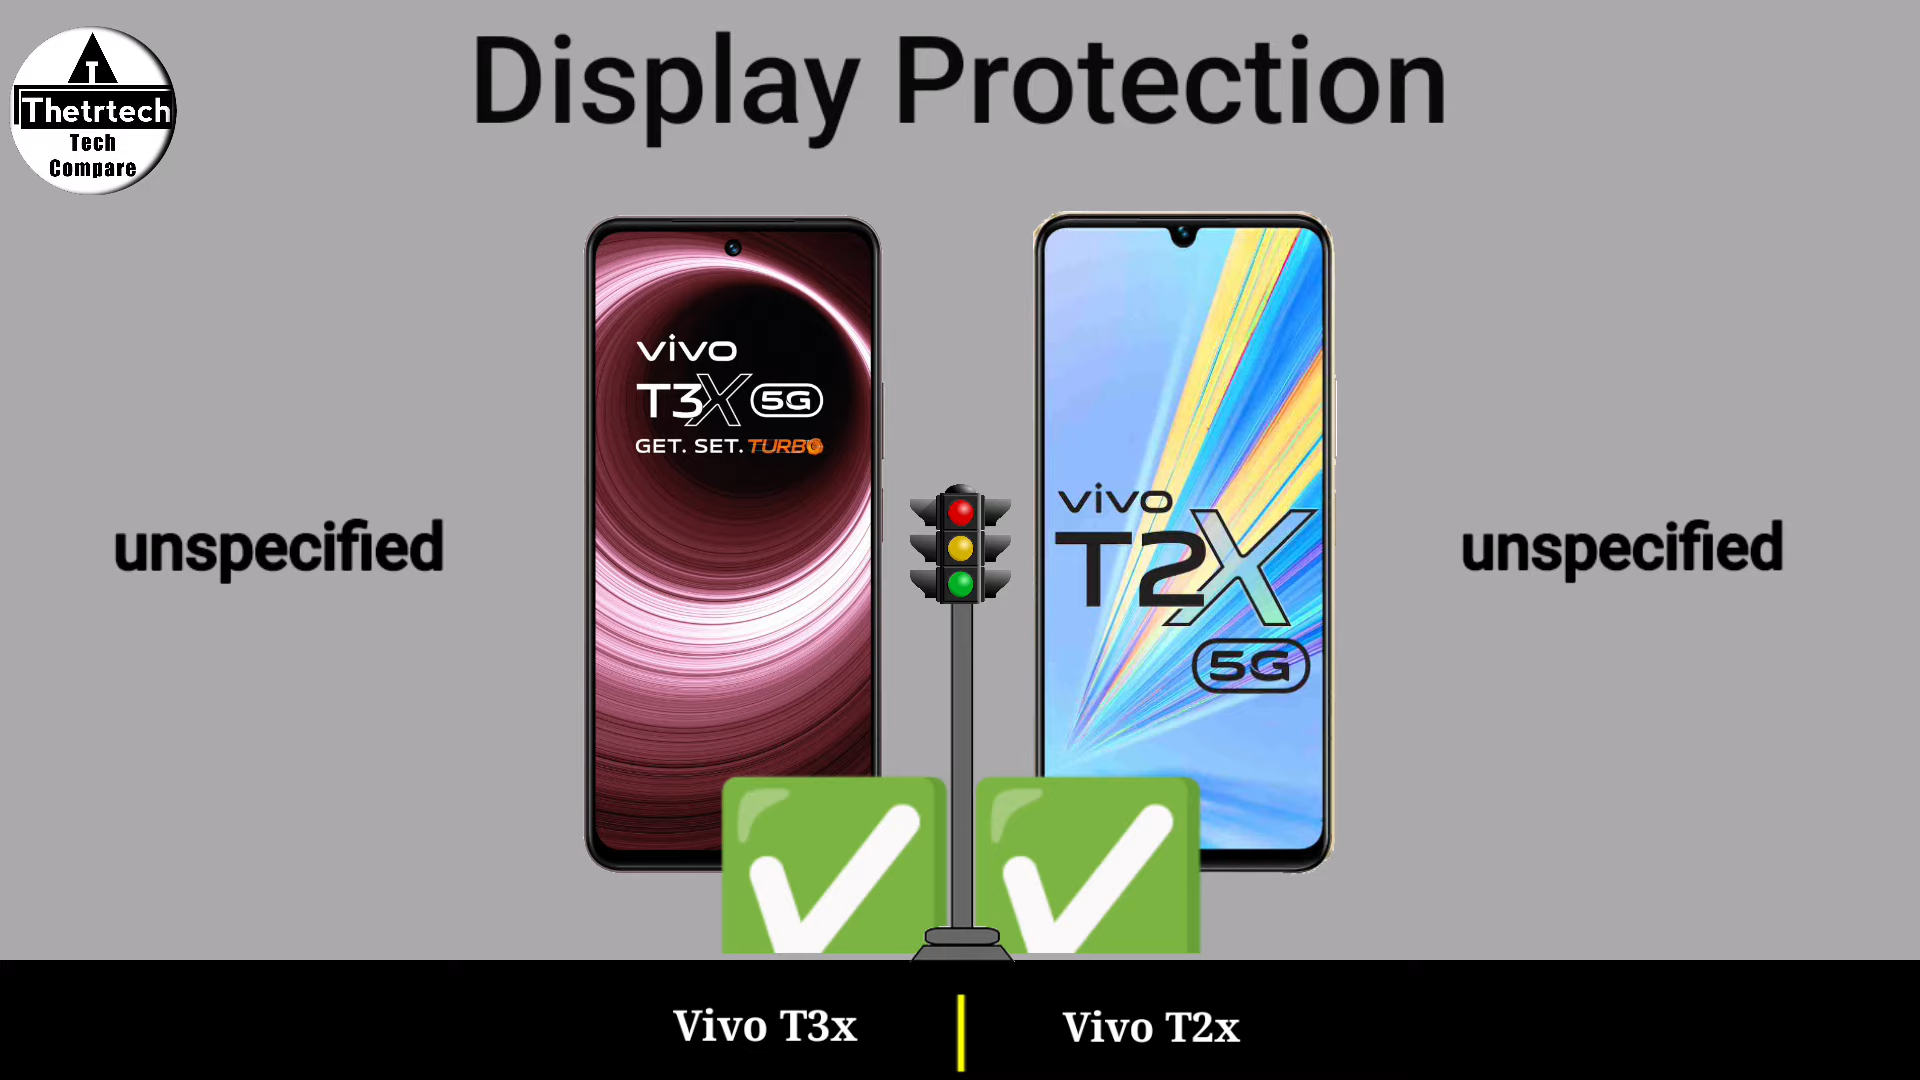 Display Protection
T
Thetrtech
Tech
Compare
vivo
T3X 5G
GET. SET. TURBO
vivo
T2X
5G
unspecified
unspecified
Vivo T3x
Vivo T2x